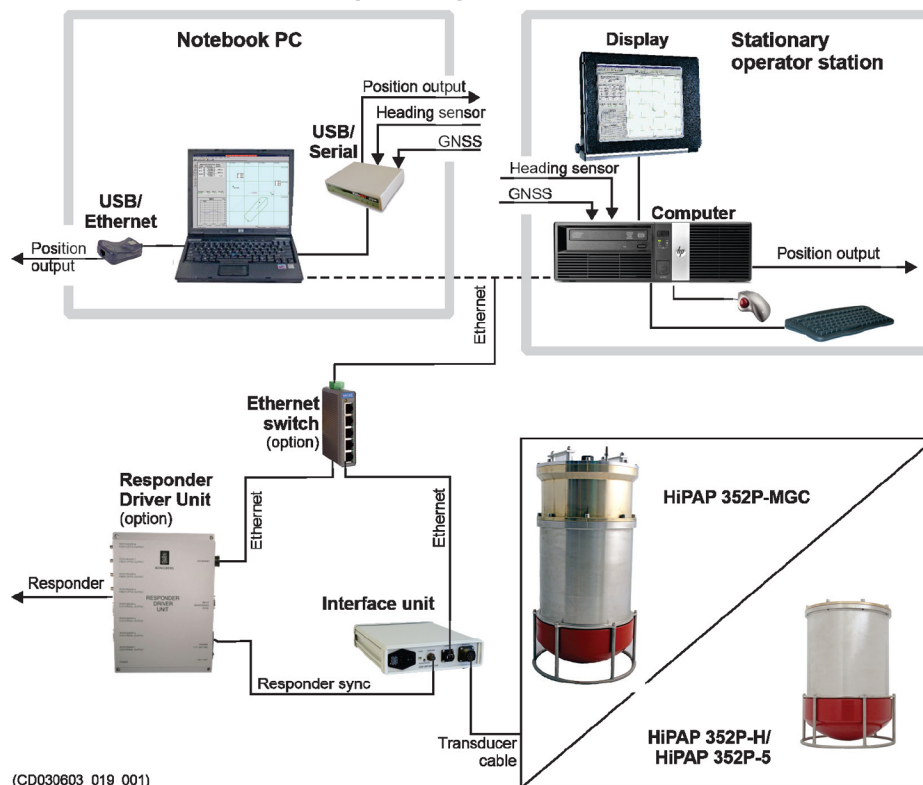 Notebook PC
Position output
Heading sensor
GNSS
USB/
Serial
USB/
Ethernet
Position
output
Display
Stationary
operator station
Heading sensor
GNSS
Computer
Position output
Ethernet
Ethernet
switch
(option)
Responder
Driver Unit
(option)
Ethernet
Ethernet
Responder
RESPONDER
DRIVER
UNIT
Interface unit
Responder sync
Transducer
cable
HiPAP 352P-MGC
HiPAP 352P-H/
HiPAP 352P-5
(CD030603_019_001)